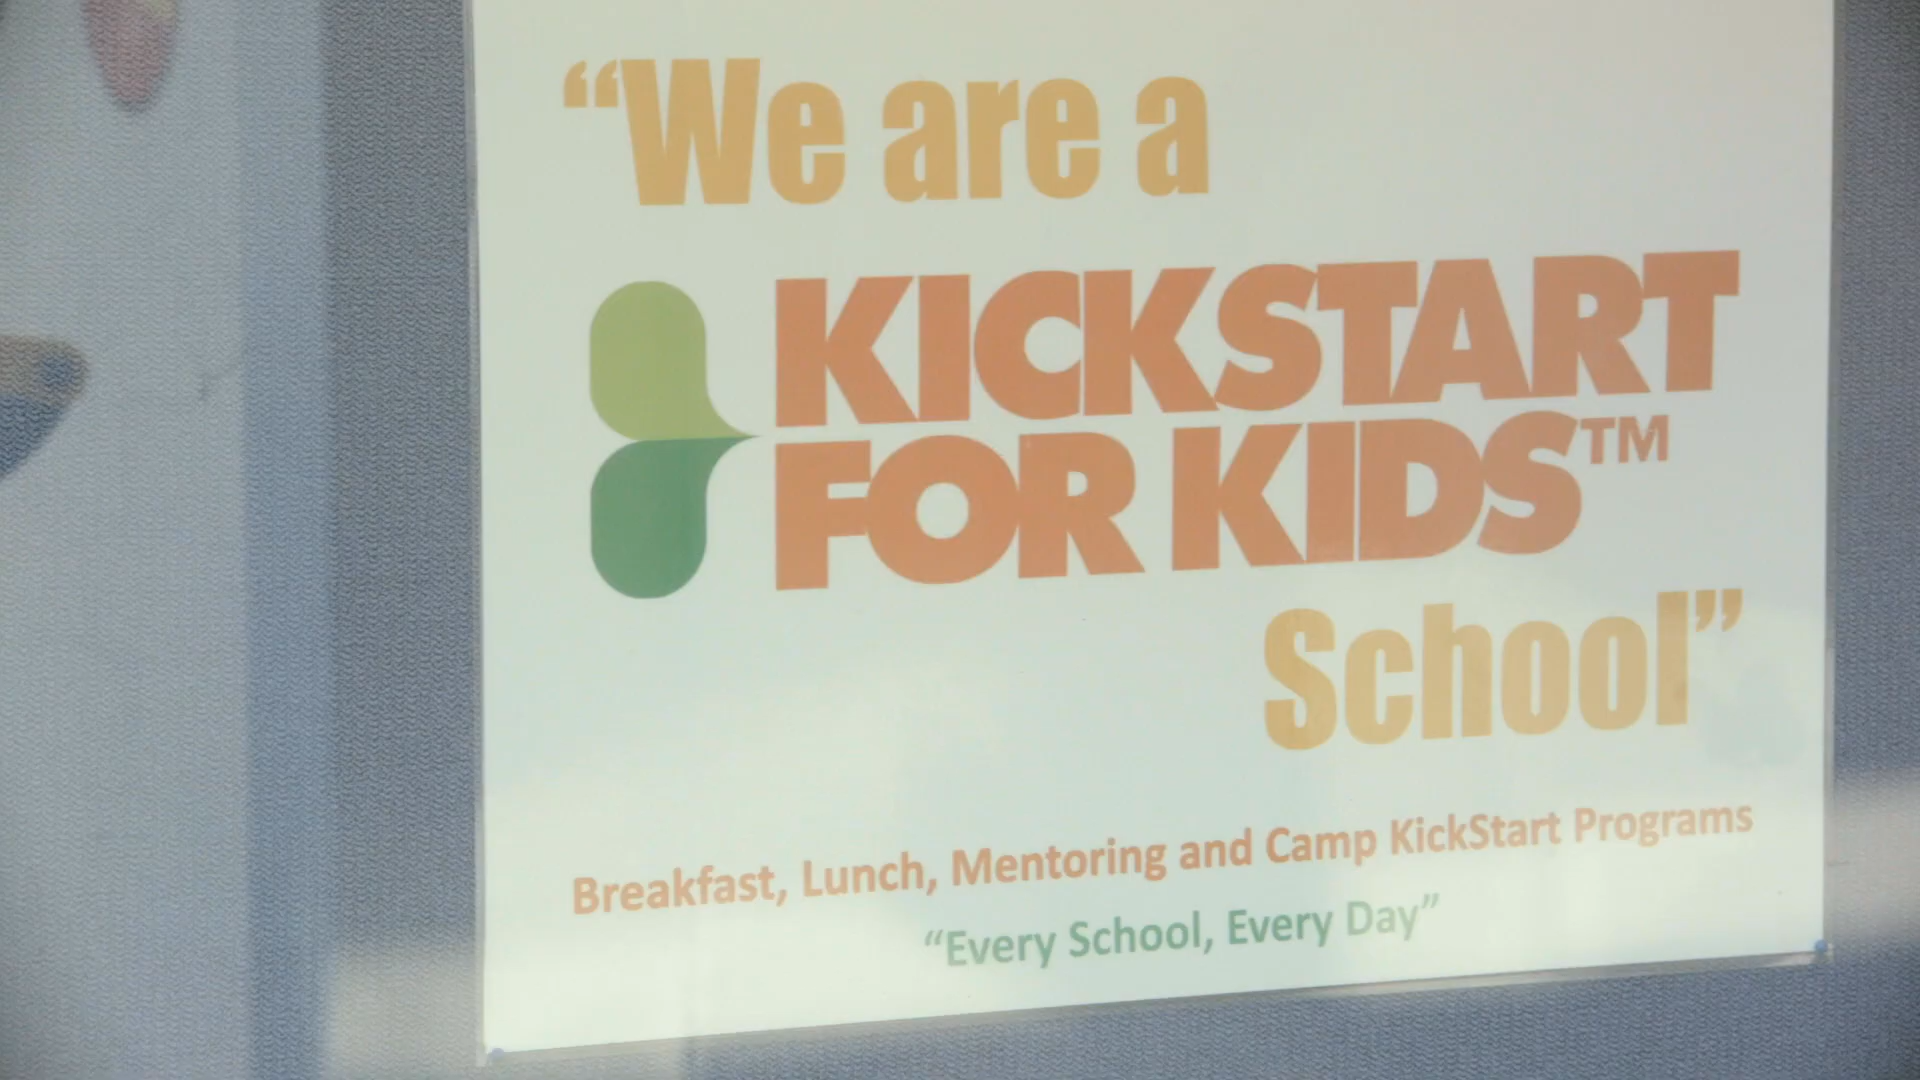 “We are a
KICKSTART
FOR KIDS™
School”
Breakfast, Lunch, Mentoring and Camp KickStart Programs
“Every School, Every Day”